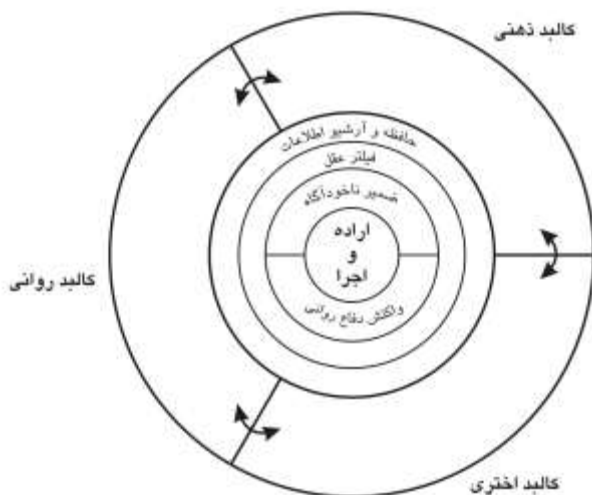 کالبد ذهنی
حافظه و آرشیو اطلاعات
فیلتر عقل
ضمیر ناخودآگاه
اراده
و
اجرا
واکنش دفاع روانی
کالبد روانی
کالبد اختری